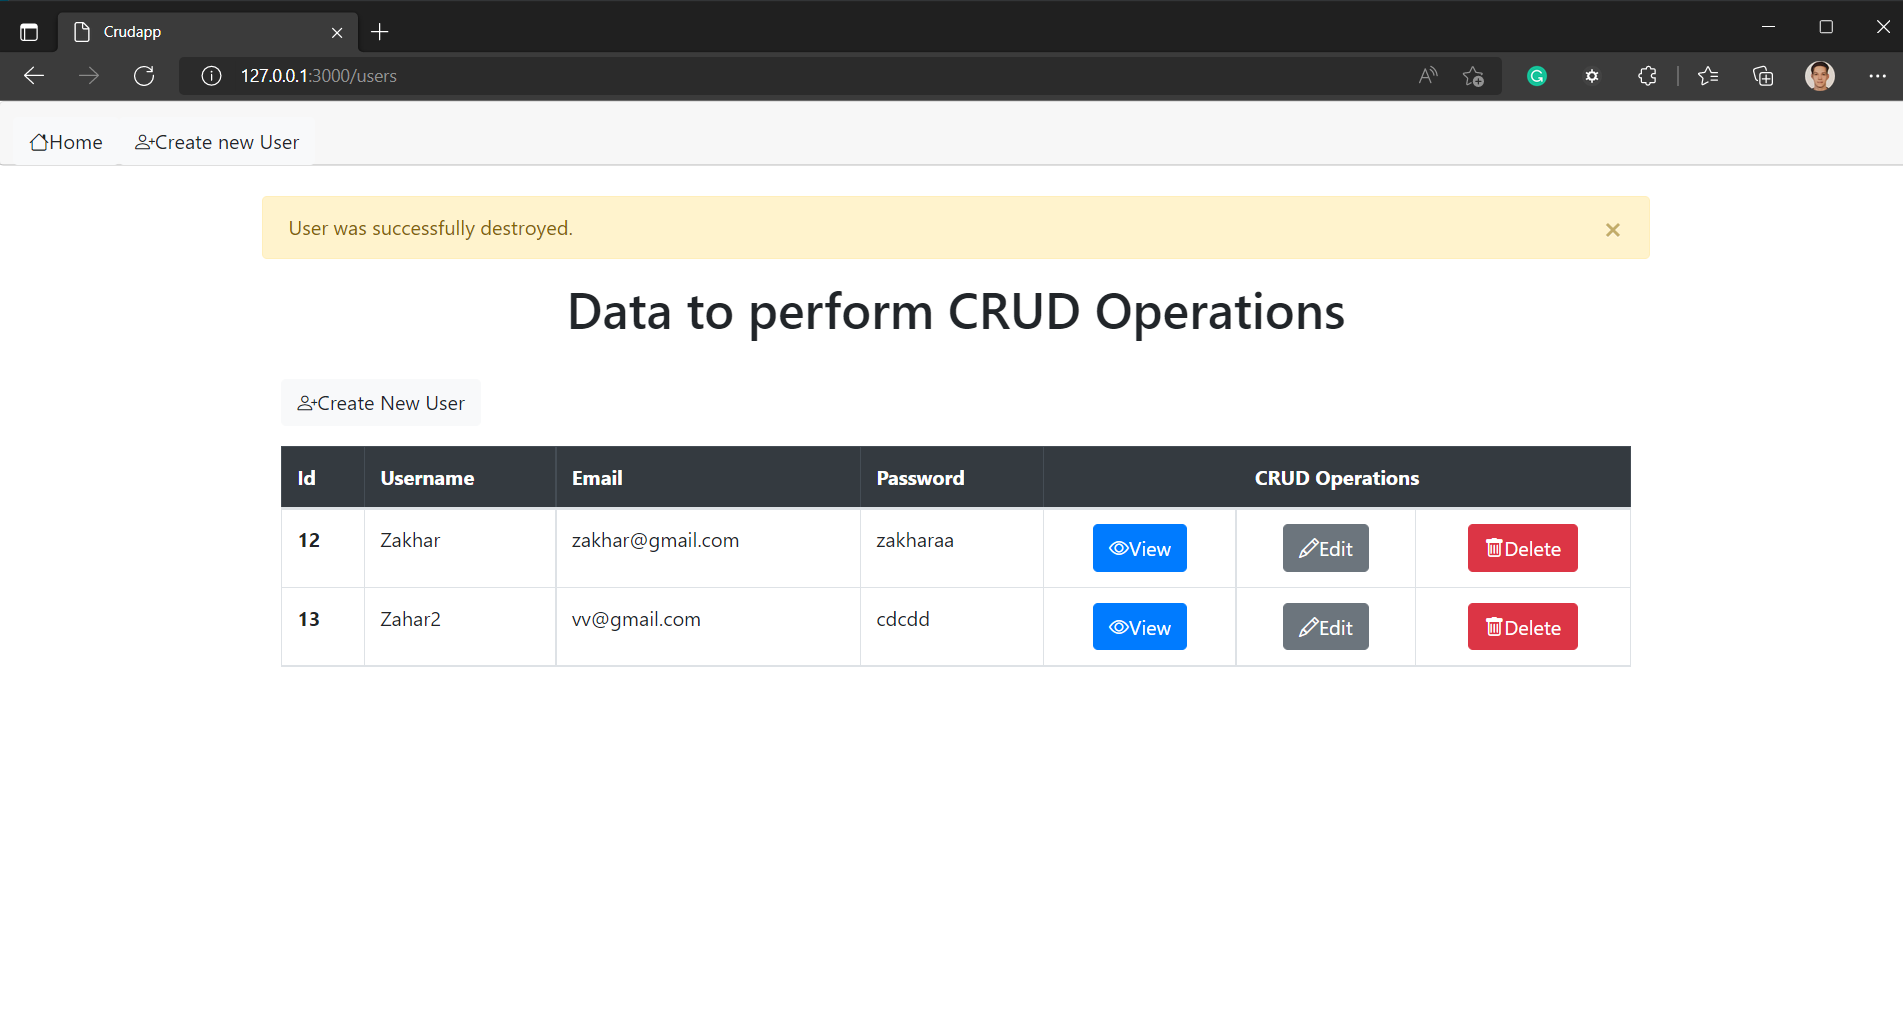 Crudapp
127.0.0.1:3000/users
Home Create new User
User was successfully destroyed.
Data to perform CRUD Operations
Create New User
Id Username Email Password CRUD Operations
12 Zakhar zakhar@gmail.com zakharaa View Edit Delete
13 Zahar2 vv@gmail.com cdcdd View Edit Delete